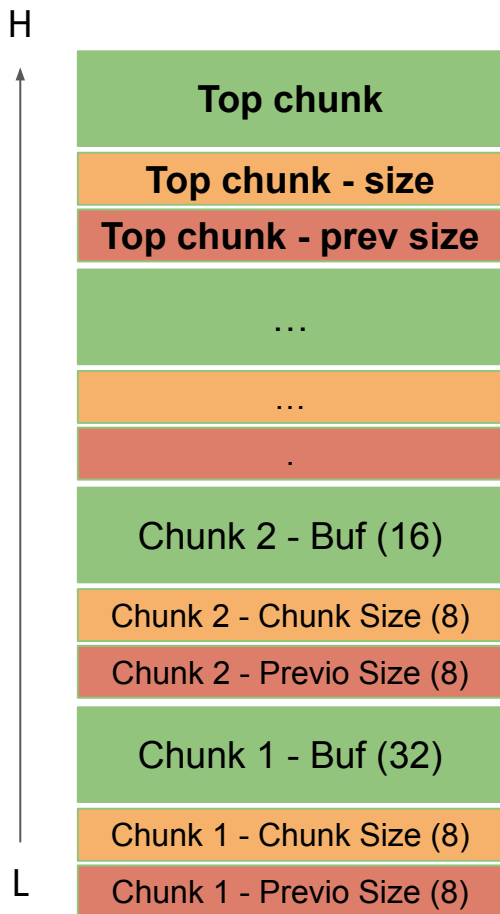 H
Top chunk
Top chunk - size
Top chunk - prev size
...
...
.
Chunk 2 - Buf (16)
Chunk 2 - Chunk Size (8)
Chunk 2 - Previo Size (8)
Chunk 1 - Buf (32)
Chunk 1 - Chunk Size (8)
L
Chunk 1 - Previo Size (8)